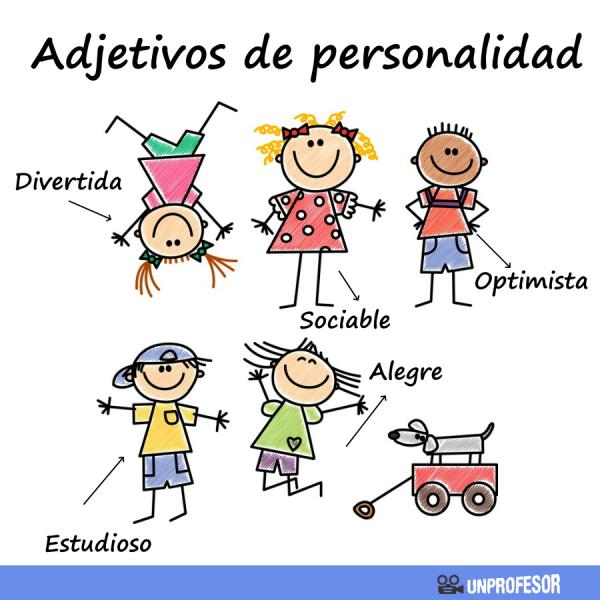 Adjetivos de personalidad
Divertida
Optimista
Sociable
Alegre
Estudioso
UNPROFESOR